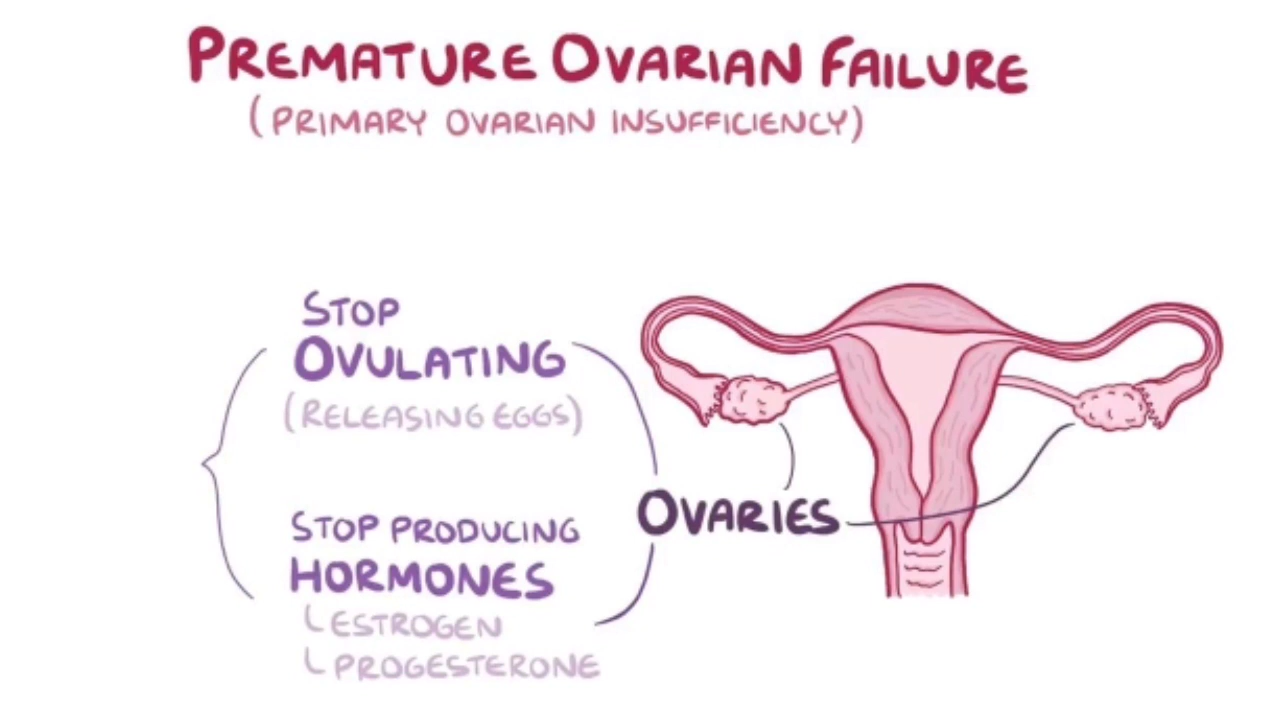 PREMATURE OVARIAN FAILURE
(PRIMARY OVARIAN INSUFFICIENCY)
STOP
OVULATING
(RELEASING EGGS)
STOP PRODUCING
HORMONES
ESTROGEN
PROGESTERONE
OVARIES